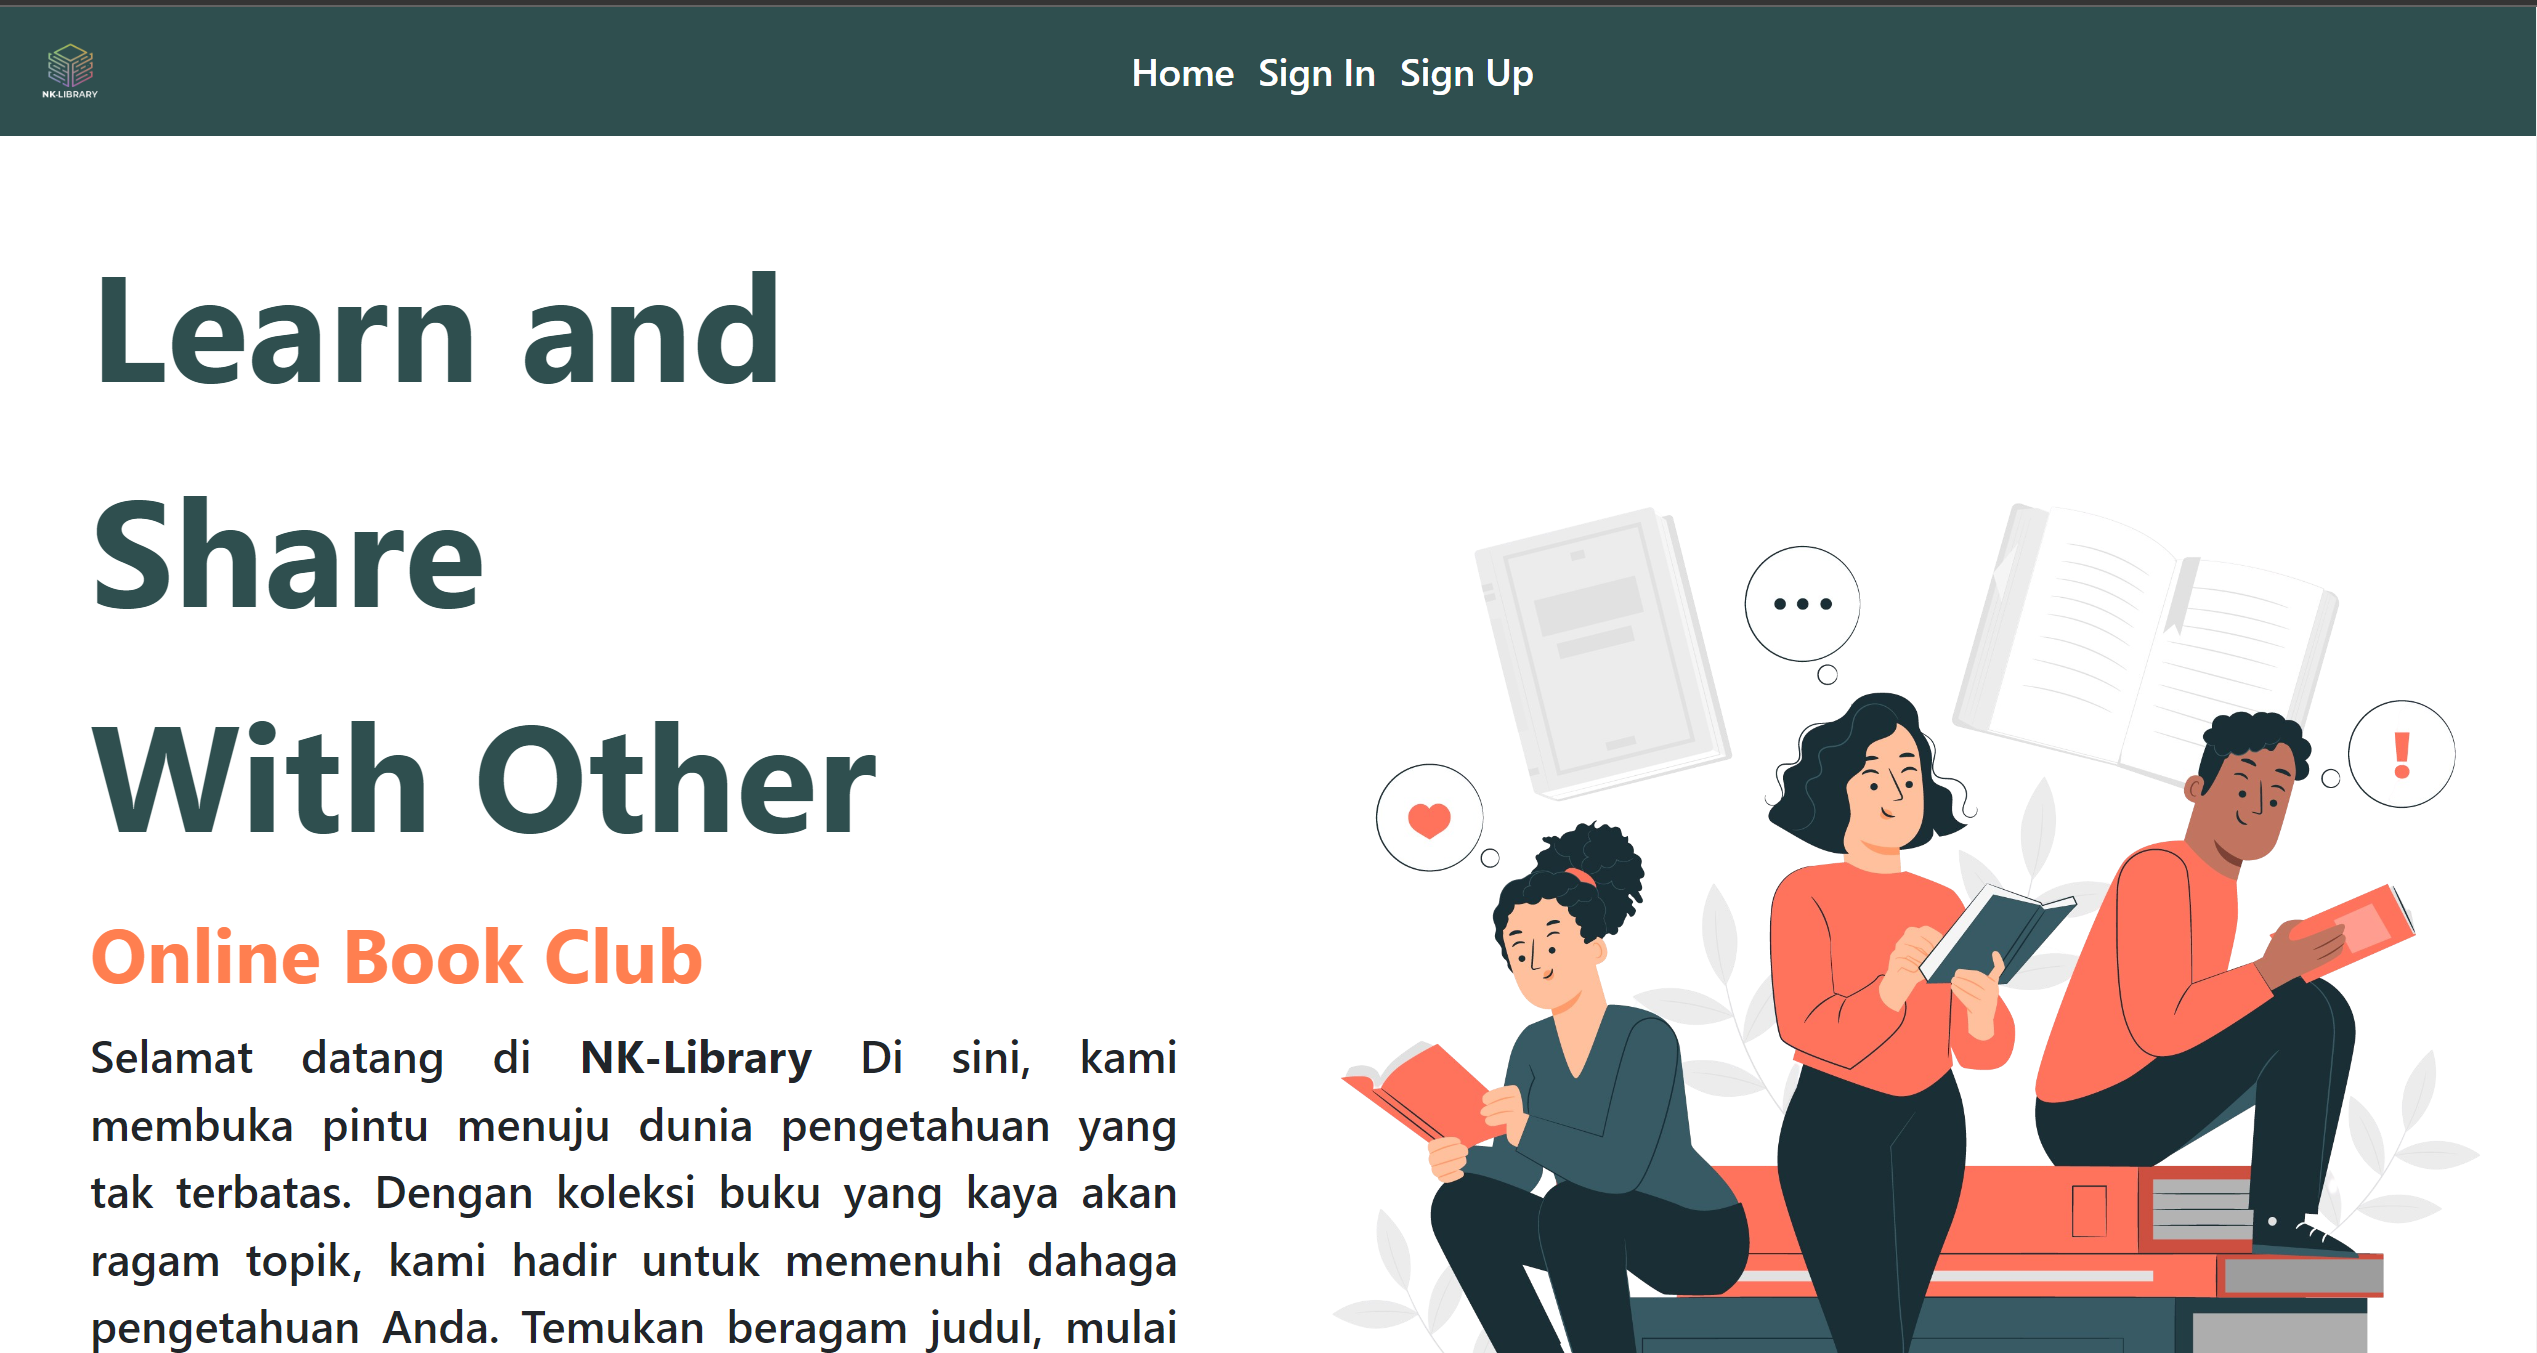 NK-LIBRARY
Home Sign In Sign Up
Learn and
Share
With Other
Online Book Club
Selamat datang di NK-Library Di sini, kami
membuka pintu menuju dunia pengetahuan yang
tak terbatas. Dengan koleksi buku yang kaya akan
ragam topik, kami hadir untuk memenuhi dahaga
pengetahuan Anda. Temukan beragam judul, mulai